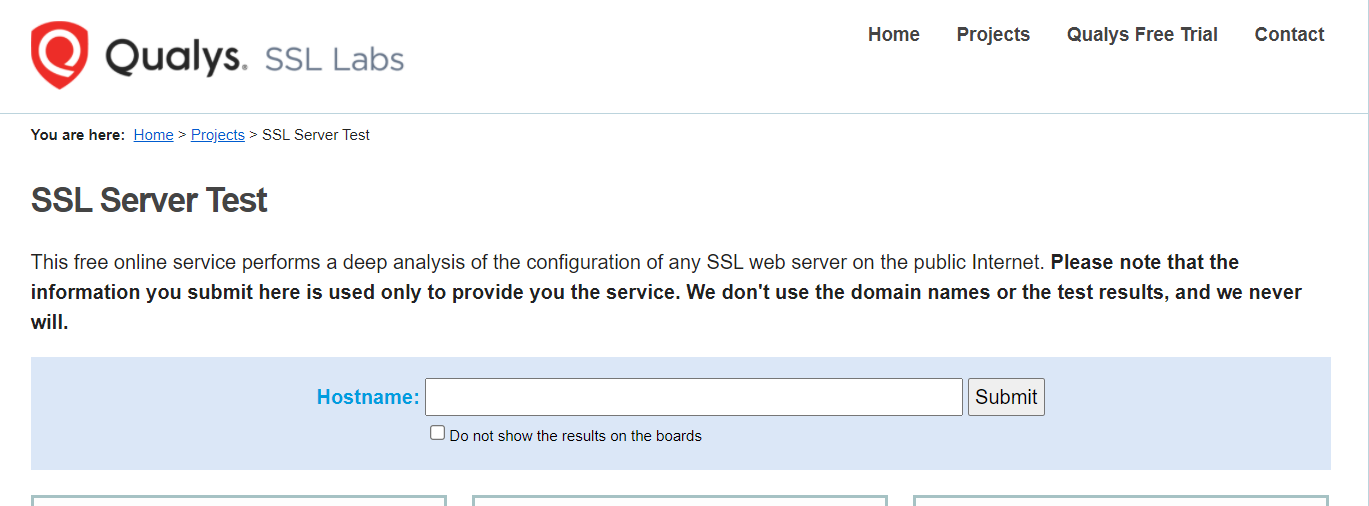 Qualys. SSL Labs
Home Projects Qualys Free Trial Contact
You are here: Home > Projects > SSL Server Test
SSL Server Test
This free online service performs a deep analysis of the configuration of any SSL web server on the public Internet. Please note that the
information you submit here is used only to provide you the service. We don't use the domain names or the test results, and we never
will.
Hostname: Submit
Do not show the results on the boards